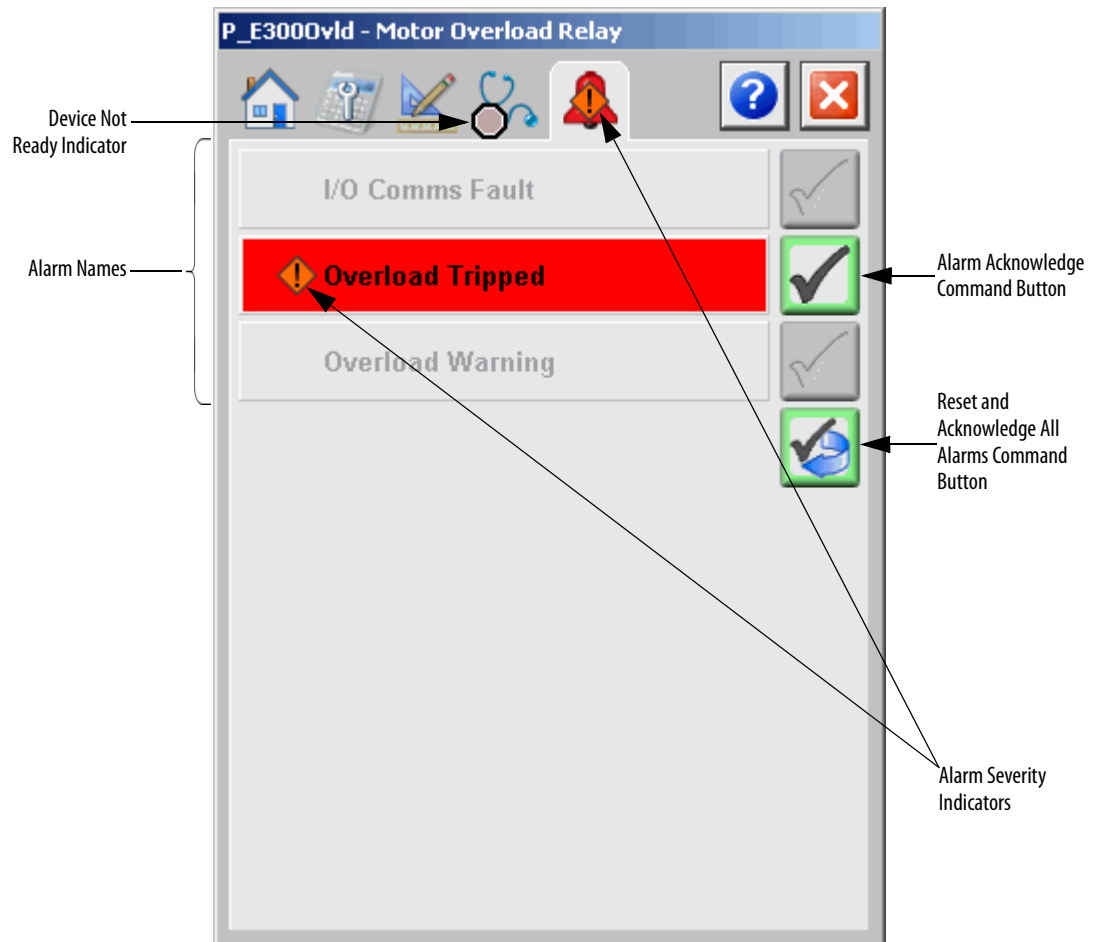 P_E300Ovld - Motor Overload Relay
Device Not
Ready Indicator
I/O Comms Fault
Alarm Names
Overload Tripped
Alarm Acknowledge
Command Button
Overload Warning
Reset and
Acknowledge All
Alarms Command
Button
Alarm Severity
Indicators